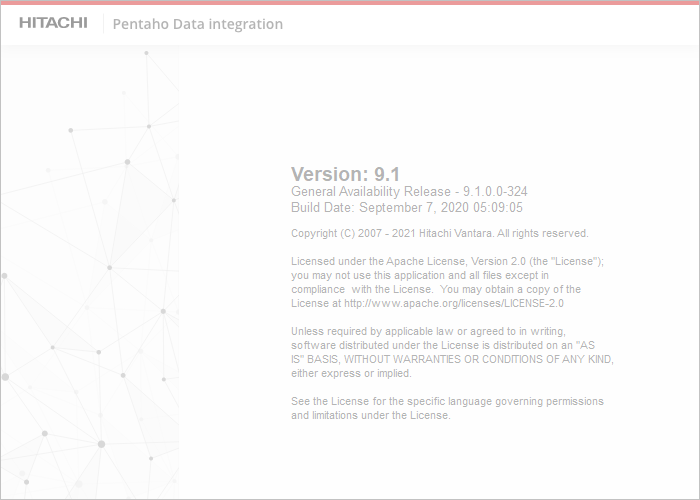 HITACHI Pentaho Data integration
Version: 9.1
General Availability Release - 9.1.0.0-324
Build Date: September 7, 2020 05:09:05
Copyright (C) 2007 - 2021 Hitachi Vantara. All rights reserved.
Licensed under the Apache License, Version 2.0 (the "License");
you may not use this application and all files except in
compliance  with the License.  You may obtain a copy of the
License at http://www.apache.org/licenses/LICENSE-2.0
Unless required by applicable law or agreed to in writing,
software distributed under the License is distributed on an "AS
IS" BASIS, WITHOUT WARRANTIES OR CONDITIONS OF ANY KIND,
either express or implied.
See the License for the specific language governing permissions
and limitations under the License.